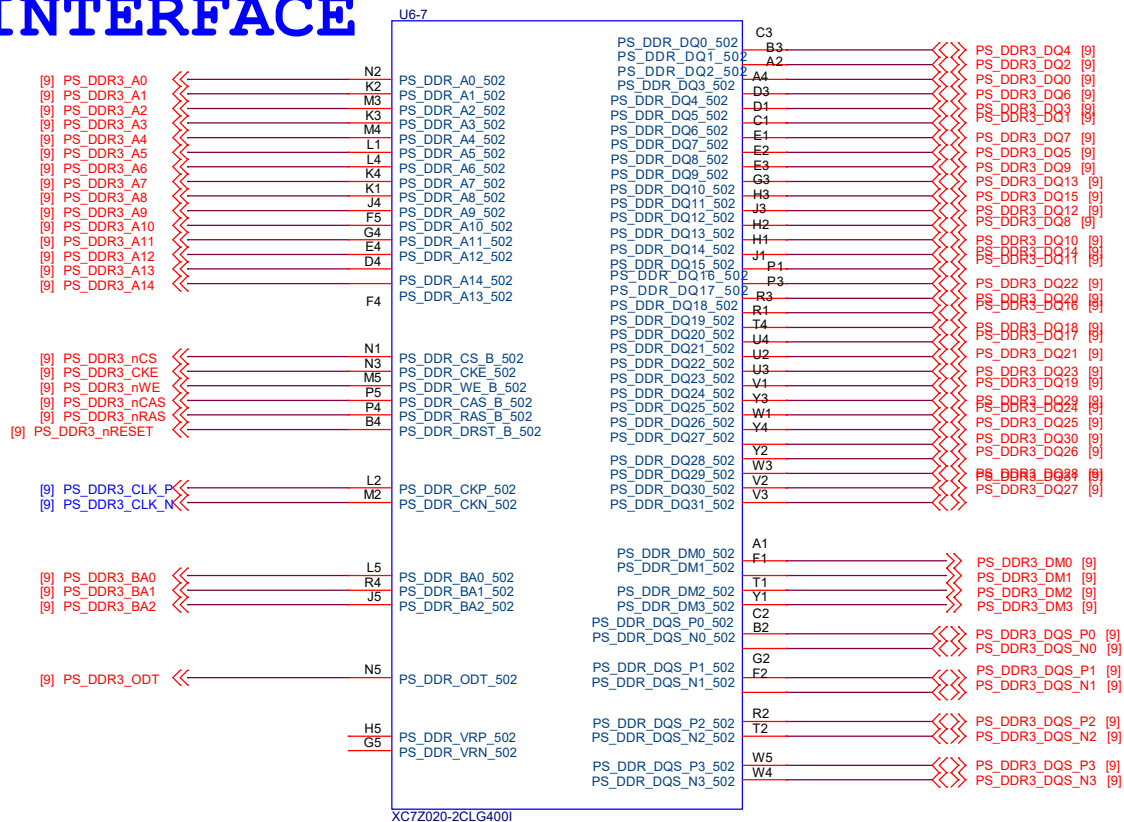 INTERFACE
U6-7
[9] PS_DDR3_A0 N2 PS_DDR_A0_502
[9] PS_DDR3_A1 K2 PS_DDR_A1_502
[9] PS_DDR3_A2 M3 PS_DDR_A2_502
[9] PS_DDR3_A3 K3 PS_DDR_A3_502
[9] PS_DDR3_A4 M4 PS_DDR_A4_502
[9] PS_DDR3_A5 L1 PS_DDR_A5_502
[9] PS_DDR3_A6 L4 PS_DDR_A6_502
[9] PS_DDR3_A7 K4 PS_DDR_A7_502
[9] PS_DDR3_A8 K1 PS_DDR_A8_502
[9] PS_DDR3_A9 J4 PS_DDR_A9_502
[9] PS_DDR3_A10 F5 PS_DDR_A10_502
[9] PS_DDR3_A11 G4 PS_DDR_A11_502
[9] PS_DDR3_A12 E4 PS_DDR_A12_502
[9] PS_DDR3_A13 D4
[9] PS_DDR3_A14 PS_DDR_A14_502
F4 PS_DDR_A13_502
[9] PS_DDR3_nCS N1 PS_DDR_CS_B_502
[9] PS_DDR3_CKE N3 PS_DDR_CKE_502
[9] PS_DDR3_nWE M5 PS_DDR_WE_B_502
[9] PS_DDR3_nCAS P5 PS_DDR_CAS_B_502
[9] PS_DDR3_nRAS P4 PS_DDR_RAS_B_502
[9] PS_DDR3_nRESET B4 PS_DDR_DRST_B_502
[9] PS_DDR3_CLK_P L2 PS_DDR_CKP_502
[9] PS_DDR3_CLK_N M2 PS_DDR_CKN_502
[9] PS_DDR3_BA0 L5 PS_DDR_BA0_502
[9] PS_DDR3_BA1 R4 PS_DDR_BA1_502
[9] PS_DDR3_BA2 J5 PS_DDR_BA2_502
[9] PS_DDR3_ODT N5 PS_DDR_ODT_502
H5 PS_DDR_VRP_502
G5 PS_DDR_VRN_502
PS_DDR_DQ0_502 C3 PS_DDR3_DQ4 [9]
PS_DDR_DQ1_502 B3 PS_DDR3_DQ2 [9]
PS_DDR_DQ2_502 A2 PS_DDR3_DQ0 [9]
PS_DDR_DQ3_502 A4 PS_DDR3_DQ6 [9]
PS_DDR_DQ4_502 D3 PS_DDR3_DQ3 [9]
PS_DDR_DQ5_502 D1 PS_DDR3_DQ1 [9]
PS_DDR_DQ6_502 C1 PS_DDR3_DQ7 [9]
PS_DDR_DQ7_502 E1 PS_DDR3_DQ5 [9]
PS_DDR_DQ8_502 E2 PS_DDR3_DQ9 [9]
PS_DDR_DQ9_502 E3 PS_DDR3_DQ13 [9]
PS_DDR_DQ10_502 G3 PS_DDR3_DQ15 [9]
PS_DDR_DQ11_502 H3 PS_DDR3_DQ12 [9]
PS_DDR_DQ12_502 J3 PS_DDR3_DQ8 [9]
PS_DDR_DQ13_502 H2 PS_DDR3_DQ10 [9]
PS_DDR_DQ14_502 H1 PS_DDR3_DQ14 [9]
PS_DDR_DQ15_502 J1 PS_DDR3_DQ11 [9]
PS_DDR_DQ16_502 P1 PS_DDR3_DQ22 [9]
PS_DDR_DQ17_502 P3 PS_DDR3_DQ20 [9]
PS_DDR_DQ18_502 R3 PS_DDR3_DQ16 [9]
PS_DDR_DQ19_502 R1 PS_DDR3_DQ18 [9]
PS_DDR_DQ20_502 T4 PS_DDR3_DQ17 [9]
PS_DDR_DQ21_502 U4 PS_DDR3_DQ21 [9]
PS_DDR_DQ22_502 U2 PS_DDR3_DQ23 [9]
PS_DDR_DQ23_502 U3 PS_DDR3_DQ19 [9]
PS_DDR_DQ24_502 V1 PS_DDR3_DQ29 [9]
PS_DDR_DQ25_502 Y3 PS_DDR3_DQ24 [9]
PS_DDR_DQ26_502 W1 PS_DDR3_DQ25 [9]
PS_DDR_DQ27_502 Y4 PS_DDR3_DQ30 [9]
PS_DDR_DQ28_502 Y2 PS_DDR3_DQ26 [9]
PS_DDR_DQ29_502 W3 PS_DDR3_DQ28 [9]
PS_DDR_DQ30_502 V2 PS_DDR3_DQ31 [9]
PS_DDR_DQ31_502 V3 PS_DDR3_DQ27 [9]
PS_DDR_DM0_502 A1 PS_DDR3_DM0 [9]
PS_DDR_DM1_502 F1 PS_DDR3_DM1 [9]
PS_DDR_DM2_502 T1 PS_DDR3_DM2 [9]
PS_DDR_DM3_502 Y1 PS_DDR3_DM3 [9]
PS_DDR_DQS_P0_502 C2 PS_DDR3_DQS_P0 [9]
PS_DDR_DQS_N0_502 B2 PS_DDR3_DQS_N0 [9]
PS_DDR_DQS_P1_502 G2 PS_DDR3_DQS_P1 [9]
PS_DDR_DQS_N1_502 F2 PS_DDR3_DQS_N1 [9]
PS_DDR_DQS_P2_502 R2 PS_DDR3_DQS_P2 [9]
PS_DDR_DQS_N2_502 T2 PS_DDR3_DQS_N2 [9]
PS_DDR_DQS_P3_502 W5 PS_DDR3_DQS_P3 [9]
PS_DDR_DQS_N3_502 W4 PS_DDR3_DQS_N3 [9]
XC7Z020-2CLG400I